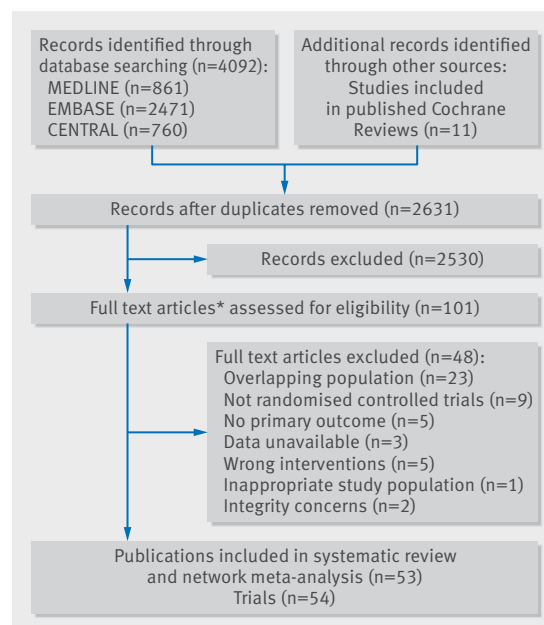 Records identified through
database searching (n=4092):
MEDLINE (n=861)
EMBASE (n=2471)
CENTRAL (n=760)
Additional records identified
through other sources:
Studies included
in published Cochrane
Reviews (n=11)
Records after duplicates removed (n=2631)
Records excluded (n=2530)
Full text articles* assessed for eligibility (n=101)
Full text articles excluded (n=48):
Overlapping population (n=23)
Not randomised controlled trials (n=9)
No primary outcome (n=5)
Data unavailable (n=3)
Wrong interventions (n=5)
Inappropriate study population (n=1)
Integrity concerns (n=2)
Publications included in systematic review
and network meta-analysis (n=53)
Trials (n=54)